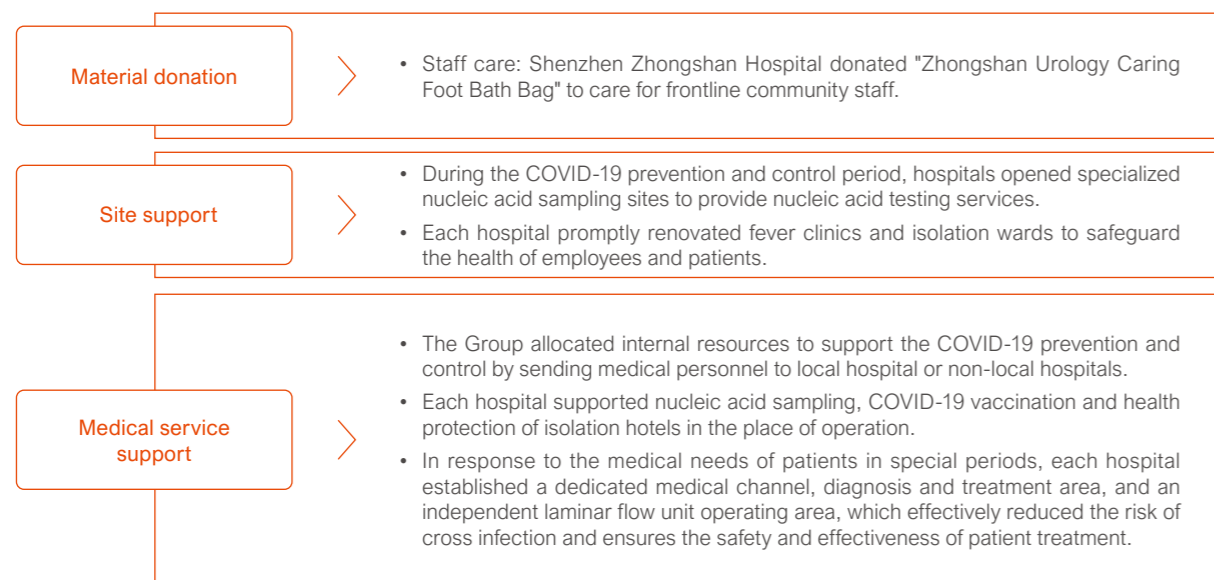 Material donation
• Staff care: Shenzhen Zhongshan Hospital donated "Zhongshan Urology Caring
Foot Bath Bag" to care for frontline community staff.
Site support
• During the COVID-19 prevention and control period, hospitals opened specialized
nucleic acid sampling sites to provide nucleic acid testing services.
• Each hospital promptly renovated fever clinics and isolation wards to safeguard
the health of employees and patients.
Medical service
support
• The Group allocated internal resources to support the COVID-19 prevention and
control by sending medical personnel to local hospital or non-local hospitals.
• Each hospital supported nucleic acid sampling, COVID-19 vaccination and health
protection of isolation hotels in the place of operation.
• In response to the medical needs of patients in special periods, each hospital
established a dedicated medical channel, diagnosis and treatment area, and an
independent laminar flow unit operating area, which effectively reduced the risk of
cross infection and ensures the safety and effectiveness of patient treatment.